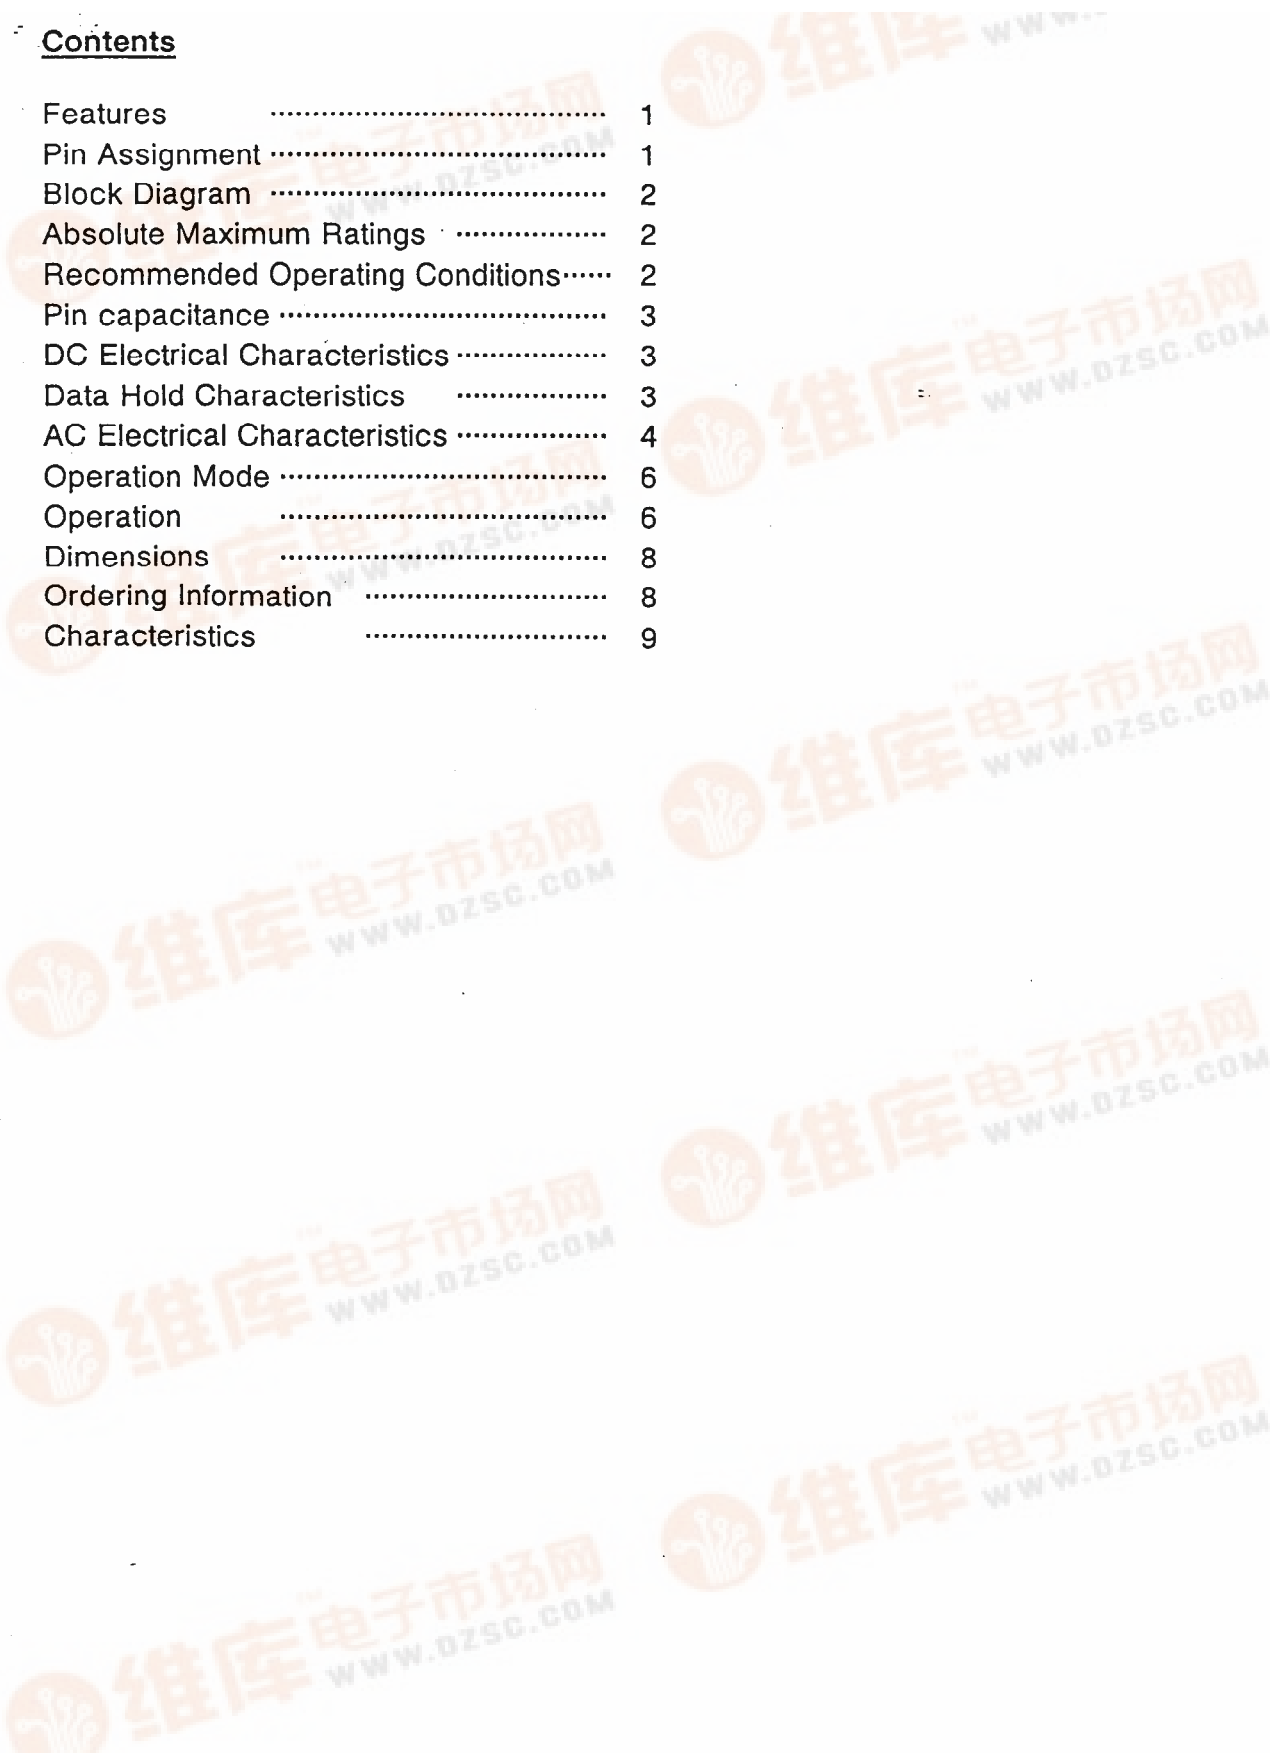 Contents
Features ........................................ 1
Pin Assignment ........................................ 1
Block Diagram ........................................ 2
Absolute Maximum Ratings .................. 2
Recommended Operating Conditions ...... 2
Pin capacitance ....................................... 3
DC Electrical Characteristics .................. 3
Data Hold Characteristics .................. 3
AC Electrical Characteristics .................. 4
Operation Mode ....................................... 6
Operation ....................................... 6
Dimensions ....................................... 8
Ordering Information ............................. 8
Characteristics ............................. 9
维库电子市场网
www.dzsc.com